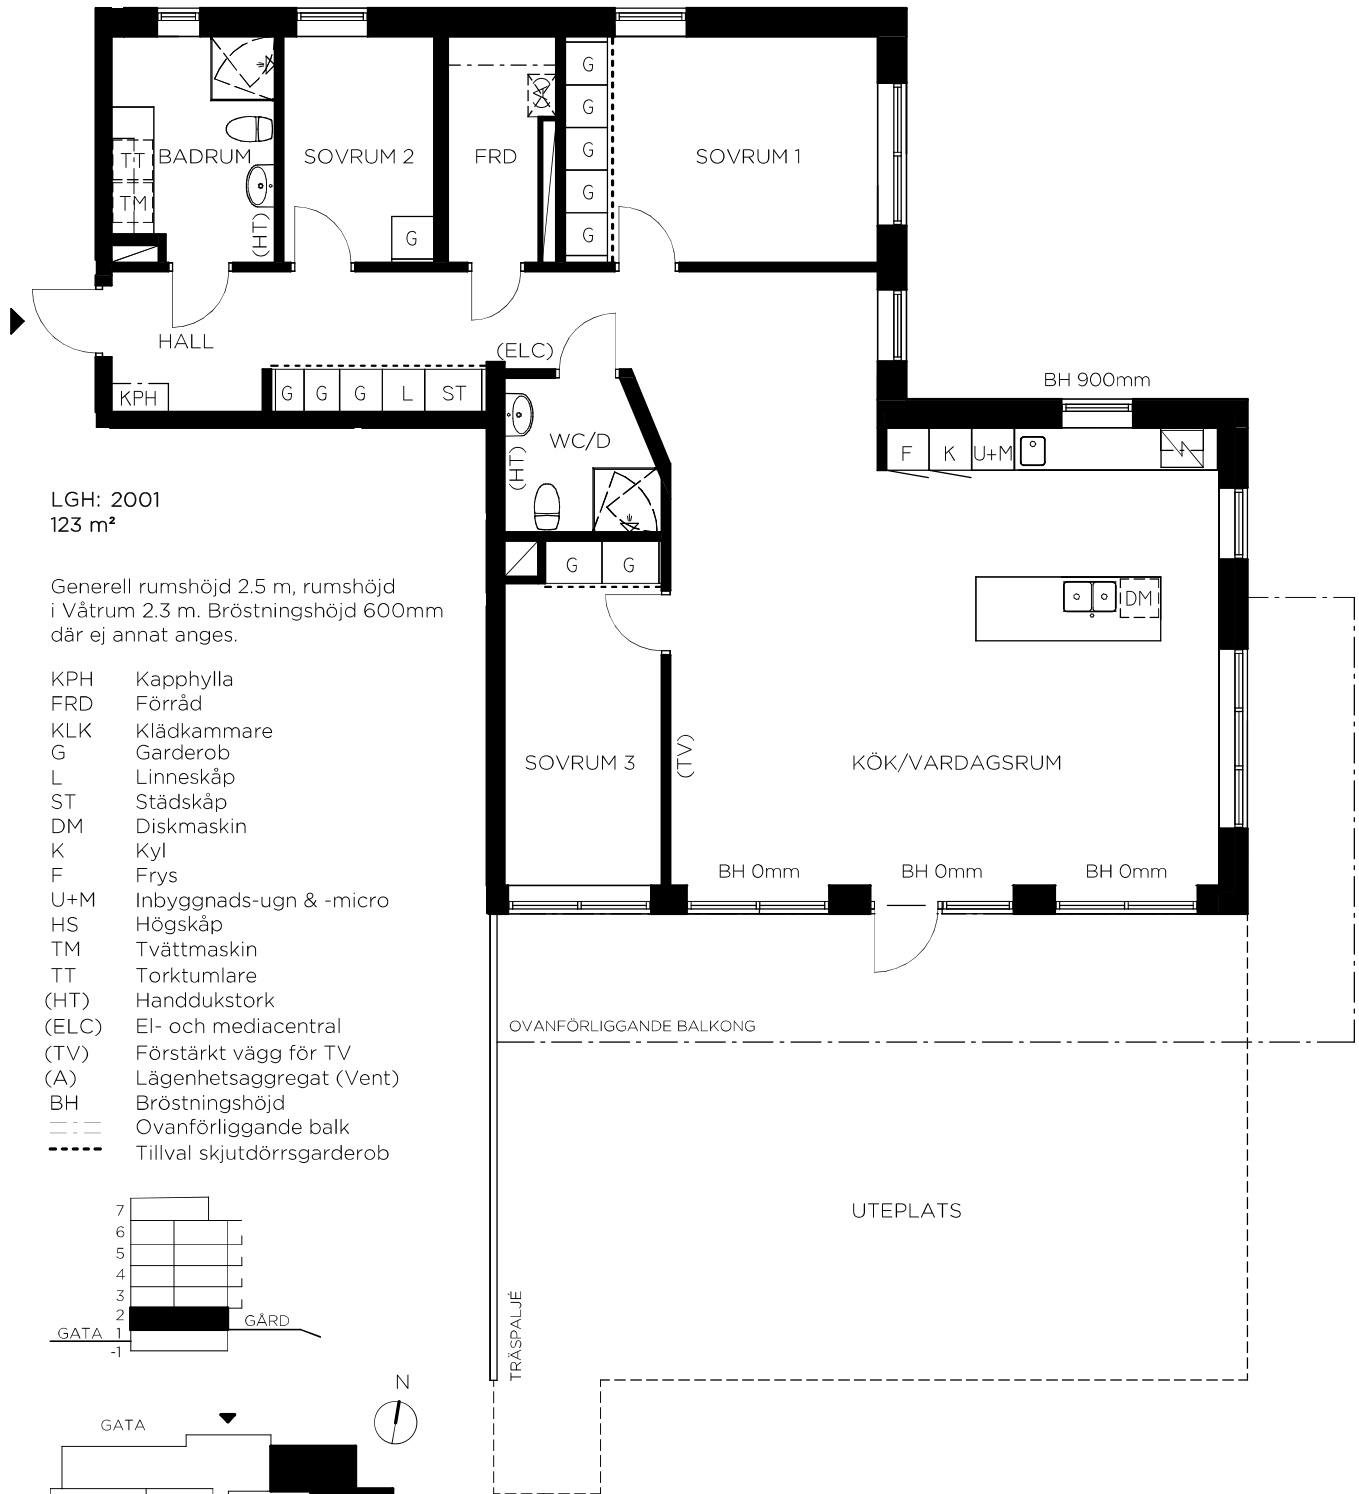 BADRUM
TT
TM
(HT)
SOVRUM 2
G
FRD
G
G
G
G
G
SOVRUM 1
HALL
KPH
G
G
G
L
ST
(ELC)
WC/D
(HT)
G
G
BH 900mm
F
K
U+M
DM
SOVRUM 3
(TV)
KÖK/VARDAGSRUM
BH 0mm
BH 0mm
BH 0mm
OVANFÖRLIGGANDE BALKONG
UTEPLATS
TRÄSPALJÉ
LGH: 2001
123 m²
Generell rumshöjd 2.5 m, rumshöjd
i Våtrum 2.3 m. Bröstningshöjd 600mm
där ej annat anges.
KPH Kapphylla
FRD Förråd
KLK Klädkammare
G Garderob
L Linneskåp
ST Städskåp
DM Diskmaskin
K Kyl
F Frys
U+M Inbyggnads-ugn & -micro
HS Högskåp
TM Tvättmaskin
TT Torktumlare
(HT) Handdukstork
(ELC) El- och mediacentral
(TV) Förstärkt vägg för TV
(A) Lägenhetsaggregat (Vent)
BH Bröstningshöjd
Ovanförliggande balk
Tillval skjutdörrsgarderob
7
6
5
4
3
2
GATA 1
-1
GÅRD
N
GATA